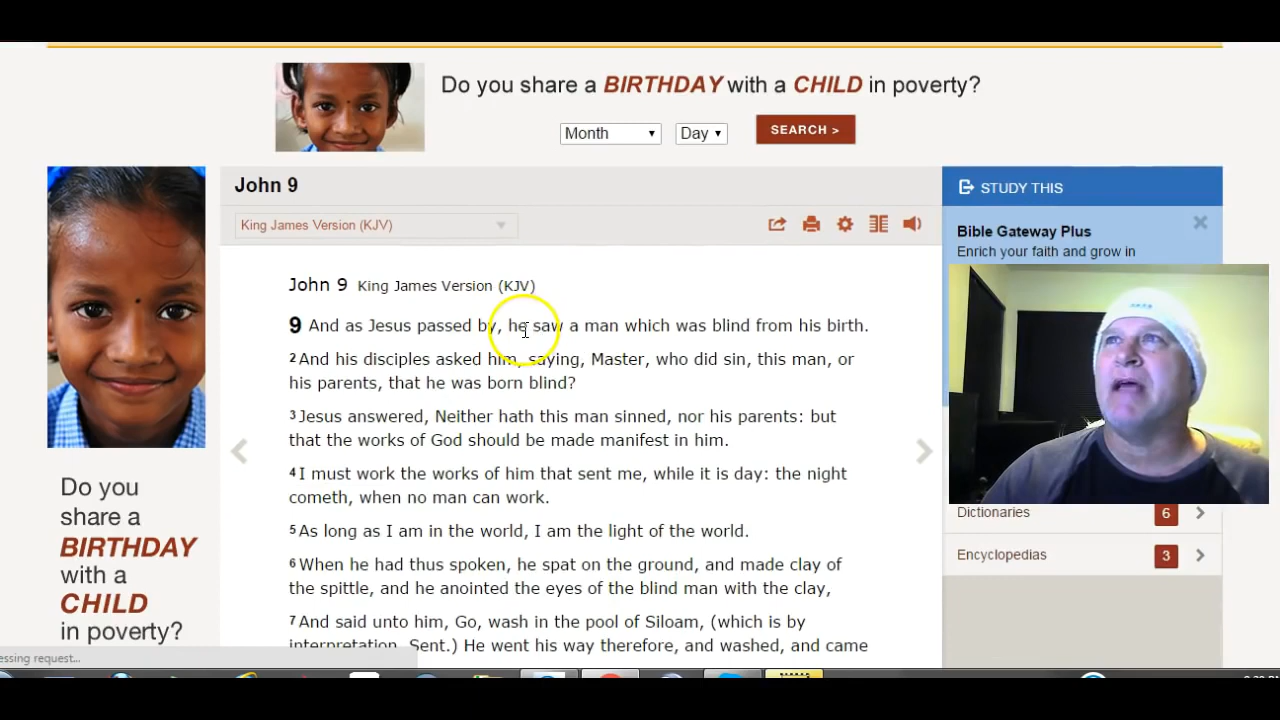 Do you share a BIRTHDAY with a CHILD in poverty?
Month Day SEARCH >
John 9
King James Version (KJV)
John 9 King James Version (KJV)
9 And as Jesus passed by, he saw a man which was blind from his birth.
2 And his disciples asked him, saying, Master, who did sin, this man, or
his parents, that he was born blind?
3 Jesus answered, Neither hath this man sinned, nor his parents: but
that the works of God should be made manifest in him.
4 I must work the works of him that sent me, while it is day: the night
cometh, when no man can work.
5 As long as I am in the world, I am the light of the world.
6 When he had thus spoken, he spat on the ground, and made clay of
the spittle, and he anointed the eyes of the blind man with the clay,
7 And said unto him, Go, wash in the pool of Siloam, (which is by
interpretation, Sent.) He went his way therefore, and washed, and came
STUDY THIS
Bible Gateway Plus
Enrich your faith and grow in
Dictionaries 6
Encyclopedias 3
Do you
share a
BIRTHDAY
with a
CHILD
in poverty?
essing request...